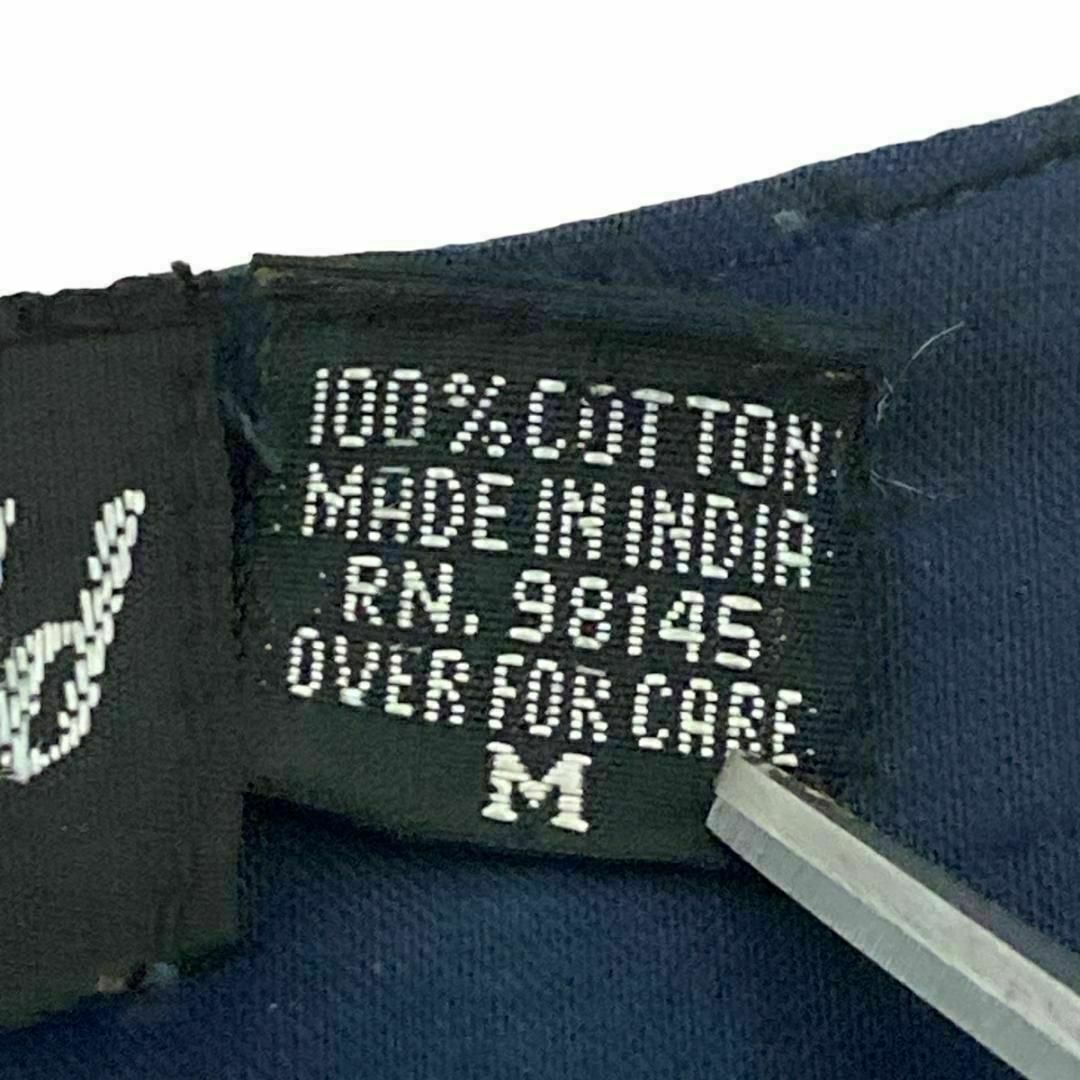 100% COTTON
MADE IN INDIA
RN. 98145
OVER FOR CARE
M